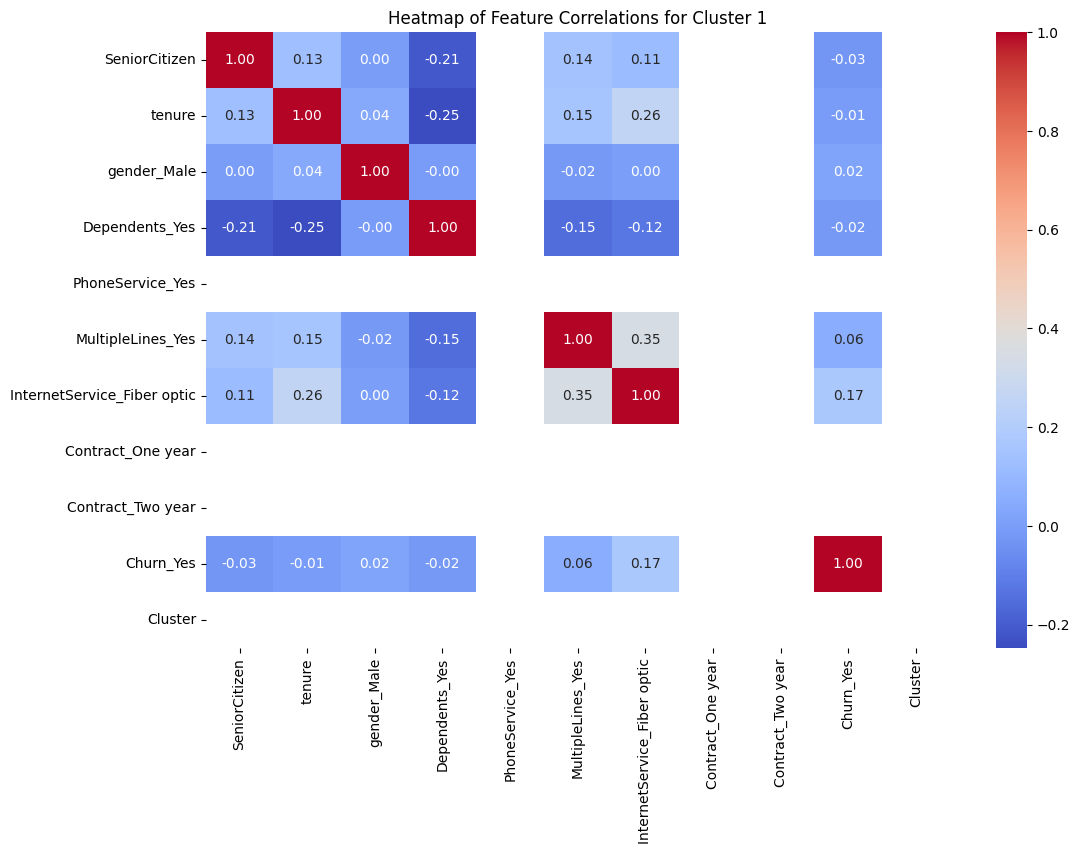 Heatmap of Feature Correlations for Cluster 1
SeniorCitizen 1.00 0.13 0.00 -0.21 0.14 0.11 -0.03
tenure 0.13 1.00 0.04 -0.25 0.15 0.26 -0.01
gender_Male 0.00 0.04 1.00 -0.00 -0.02 0.00 0.02
Dependents_Yes -0.21 -0.25 -0.00 1.00 -0.15 -0.12 -0.02
PhoneService_Yes
MultipleLines_Yes 0.14 0.15 -0.02 -0.15 1.00 0.35 0.06
InternetService_Fiber optic 0.11 0.26 0.00 -0.12 0.35 1.00 0.17
Contract_One year
Contract_Two year
Churn_Yes -0.03 -0.01 0.02 -0.02 0.06 0.17 1.00
Cluster
SeniorCitizen
tenure
gender_Male
Dependents_Yes
PhoneService_Yes
MultipleLines_Yes
InternetService_Fiber optic
Contract_One year
Contract_Two year
Churn_Yes
Cluster
1.0
0.8
0.6
0.4
0.2
0.0
−0.2